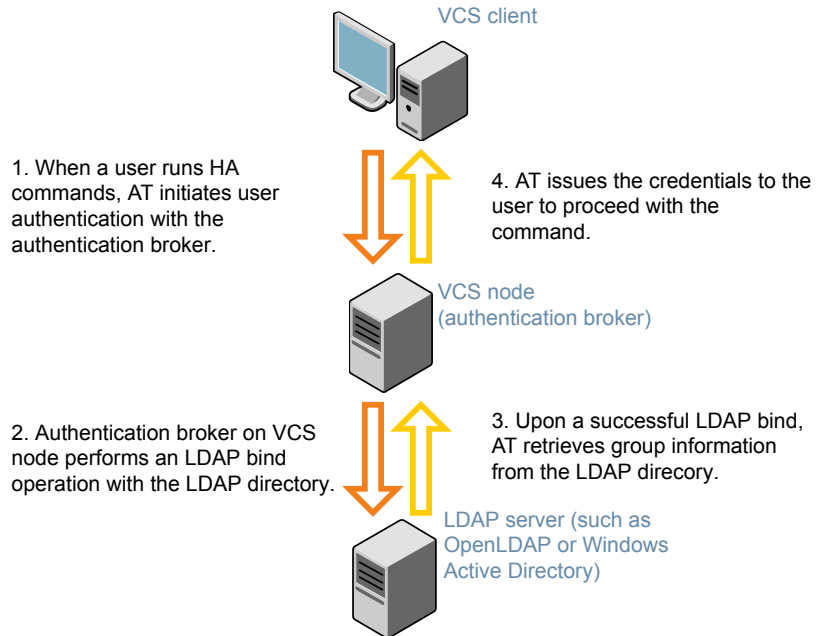 VCS client
1. When a user runs HA
commands, AT initiates user
authentication with the
authentication broker.
4. AT issues the credentials to the
user to proceed with the
command.
VCS node
(authentication broker)
2. Authentication broker on VCS
node performs an LDAP bind
operation with the LDAP directory.
3. Upon a successful LDAP bind,
AT retrieves group information
from the LDAP direcory.
LDAP server (such as
OpenLDAP or Windows
Active Directory)